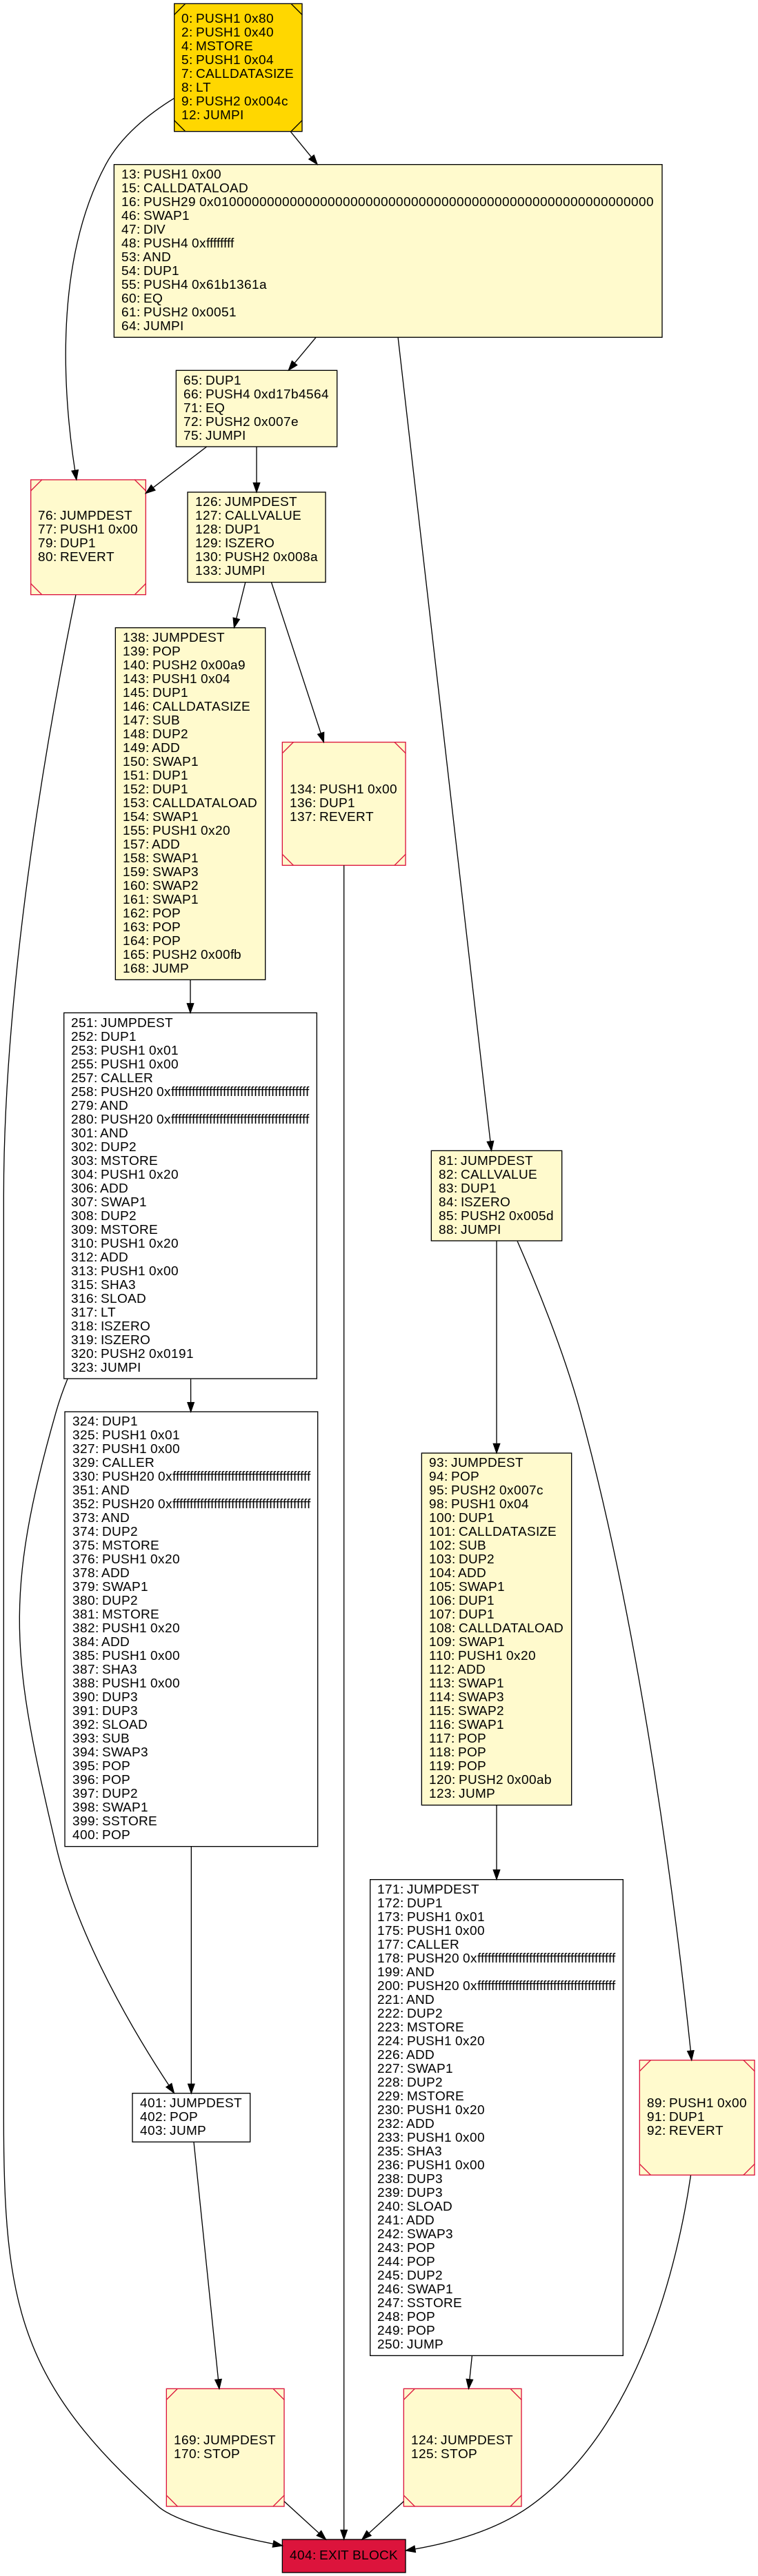 0: PUSH1 0x80
2: PUSH1 0x40
4: MSTORE
5: PUSH1 0x04
7: CALLDATASIZE
8: LT
9: PUSH2 0x004c
12: JUMPI
13: PUSH1 0x00
15: CALLDATALOAD
16: PUSH29 0x0100000000000000000000000000000000000000000000000000000000
46: SWAP1
47: DIV
48: PUSH4 0xffffffff
53: AND
54: DUP1
55: PUSH4 0x61b1361a
60: EQ
61: PUSH2 0x0051
64: JUMPI
65: DUP1
66: PUSH4 0xd17b4564
71: EQ
72: PUSH2 0x007e
75: JUMPI
76: JUMPDEST
77: PUSH1 0x00
79: DUP1
80: REVERT
126: JUMPDEST
127: CALLVALUE
128: DUP1
129: ISZERO
130: PUSH2 0x008a
133: JUMPI
138: JUMPDEST
139: POP
140: PUSH2 0x00a9
143: PUSH1 0x04
145: DUP1
146: CALLDATASIZE
147: SUB
148: DUP2
149: ADD
150: SWAP1
151: DUP1
152: DUP1
153: CALLDATALOAD
154: SWAP1
155: PUSH1 0x20
157: ADD
158: SWAP1
159: SWAP3
160: SWAP2
161: SWAP1
162: POP
163: POP
164: POP
165: PUSH2 0x00fb
168: JUMP
134: PUSH1 0x00
136: DUP1
137: REVERT
251: JUMPDEST
252: DUP1
253: PUSH1 0x01
255: PUSH1 0x00
257: CALLER
258: PUSH20 0xffffffffffffffffffffffffffffffffffffffff
279: AND
280: PUSH20 0xffffffffffffffffffffffffffffffffffffffff
301: AND
302: DUP2
303: MSTORE
304: PUSH1 0x20
306: ADD
307: SWAP1
308: DUP2
309: MSTORE
310: PUSH1 0x20
312: ADD
313: PUSH1 0x00
315: SHA3
316: SLOAD
317: LT
318: ISZERO
319: ISZERO
320: PUSH2 0x0191
323: JUMPI
81: JUMPDEST
82: CALLVALUE
83: DUP1
84: ISZERO
85: PUSH2 0x005d
88: JUMPI
324: DUP1
325: PUSH1 0x01
327: PUSH1 0x00
329: CALLER
330: PUSH20 0xffffffffffffffffffffffffffffffffffffffff
351: AND
352: PUSH20 0xffffffffffffffffffffffffffffffffffffffff
373: AND
374: DUP2
375: MSTORE
376: PUSH1 0x20
378: ADD
379: SWAP1
380: DUP2
381: MSTORE
382: PUSH1 0x20
384: ADD
385: PUSH1 0x00
387: SHA3
388: PUSH1 0x00
390: DUP3
391: DUP3
392: SLOAD
393: SUB
394: SWAP3
395: POP
396: POP
397: DUP2
398: SWAP1
399: SSTORE
400: POP
93: JUMPDEST
94: POP
95: PUSH2 0x007c
98: PUSH1 0x04
100: DUP1
101: CALLDATASIZE
102: SUB
103: DUP2
104: ADD
105: SWAP1
106: DUP1
107: DUP1
108: CALLDATALOAD
109: SWAP1
110: PUSH1 0x20
112: ADD
113: SWAP1
114: SWAP3
115: SWAP2
116: SWAP1
117: POP
118: POP
119: POP
120: PUSH2 0x00ab
123: JUMP
171: JUMPDEST
172: DUP1
173: PUSH1 0x01
175: PUSH1 0x00
177: CALLER
178: PUSH20 0xffffffffffffffffffffffffffffffffffffffff
199: AND
200: PUSH20 0xffffffffffffffffffffffffffffffffffffffff
221: AND
222: DUP2
223: MSTORE
224: PUSH1 0x20
226: ADD
227: SWAP1
228: DUP2
229: MSTORE
230: PUSH1 0x20
232: ADD
233: PUSH1 0x00
235: SHA3
236: PUSH1 0x00
238: DUP3
239: DUP3
240: SLOAD
241: ADD
242: SWAP3
243: POP
244: POP
245: DUP2
246: SWAP1
247: SSTORE
248: POP
249: POP
250: JUMP
401: JUMPDEST
402: POP
403: JUMP
89: PUSH1 0x00
91: DUP1
92: REVERT
169: JUMPDEST
170: STOP
124: JUMPDEST
125: STOP
404: EXIT BLOCK